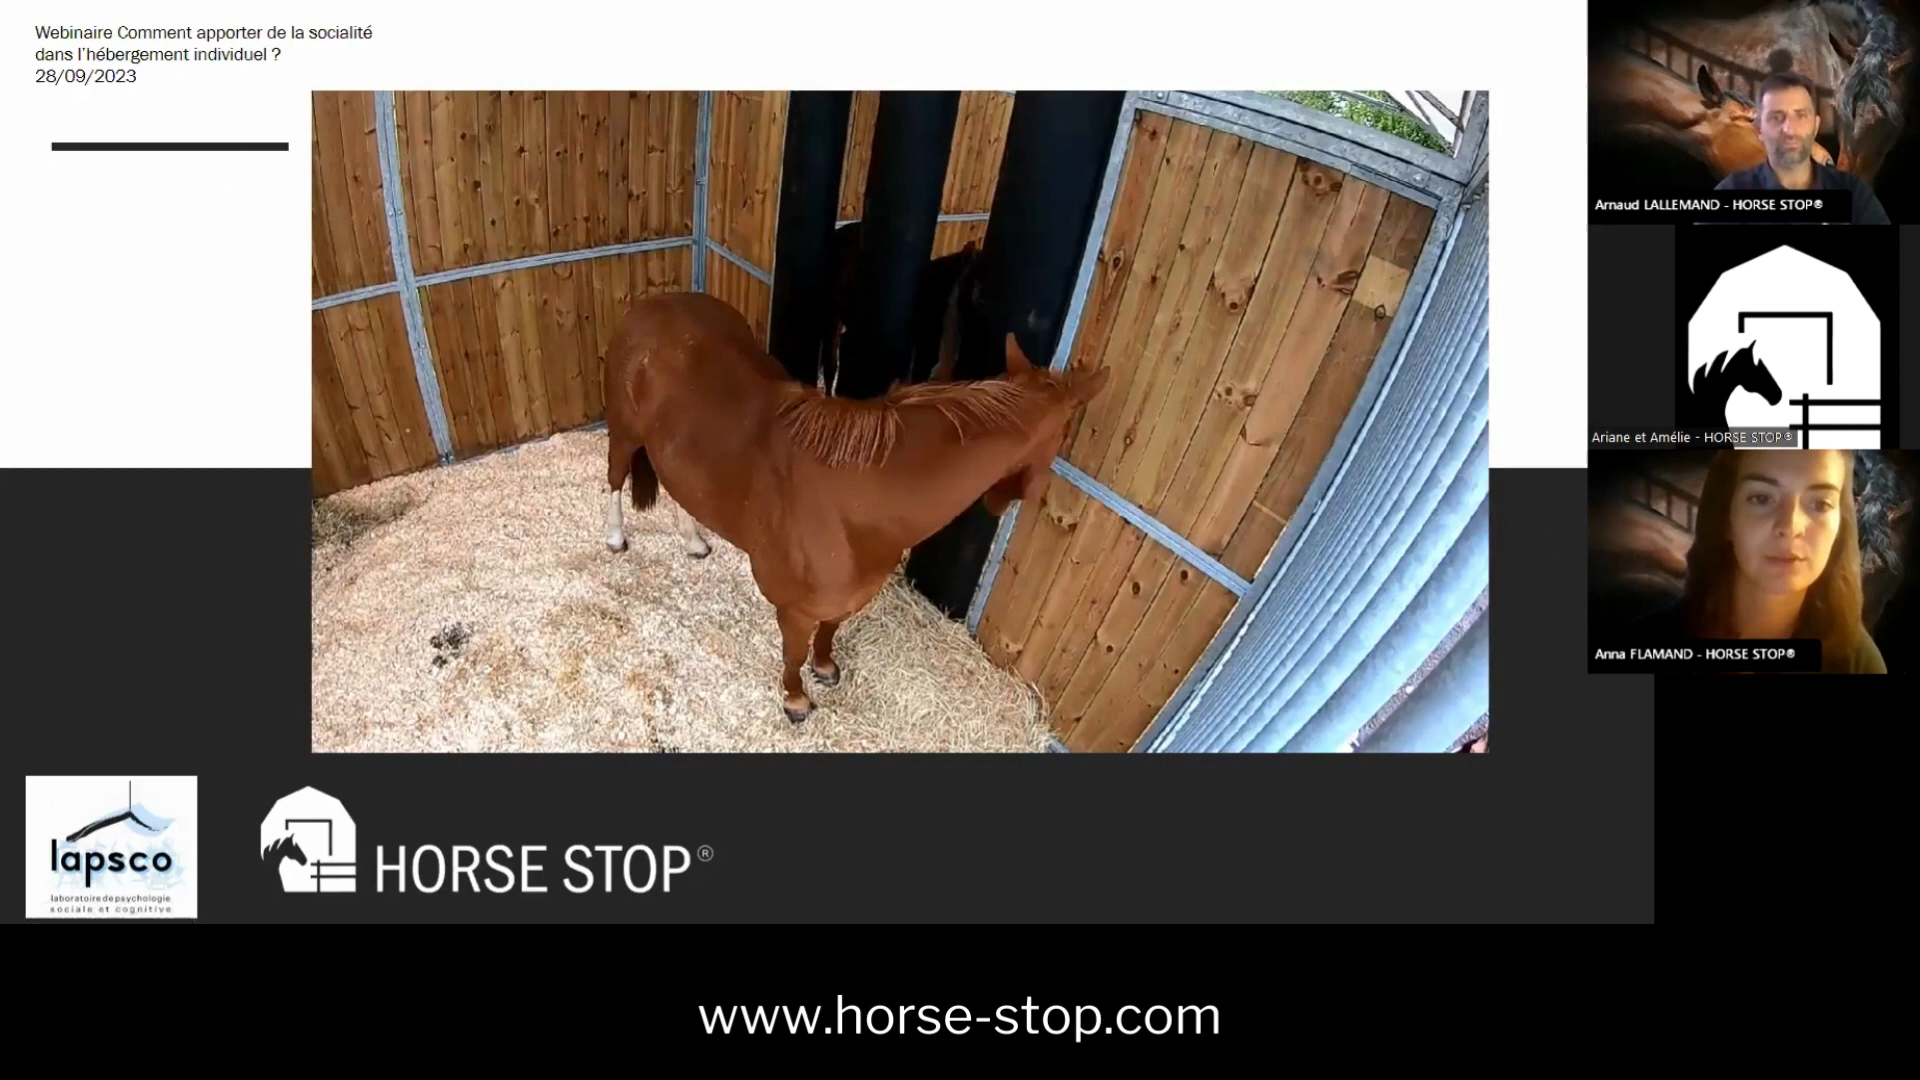 Webinaire Comment apporter de la socialité
dans l'hébergement individuel ?
28/09/2023
Arnaud LALLEMAND - HORSE STOP®
Ariane et Amélie - HORSE STOP®
Anna FLAMAND - HORSE STOP®
lapsco
laboratoire de psychologie
sociale et cognitive
HORSE STOP®
www.horse-stop.com